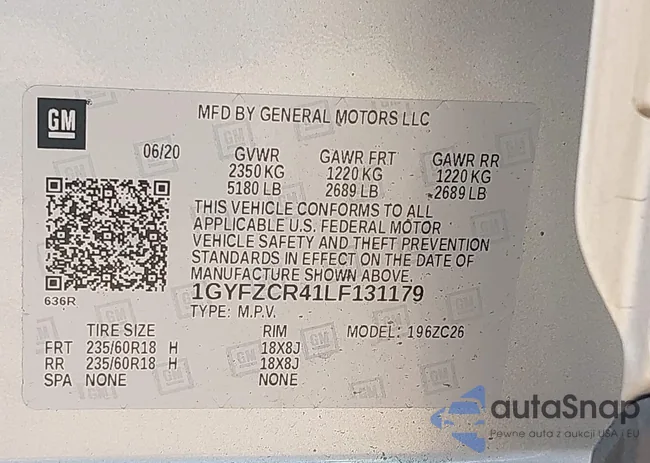 GM
MFD BY GENERAL MOTORS LLC
06/20 GVWR GAWR FRT GAWR RR
2350 KG 1220 KG 1220 KG
5180 LB 2689 LB 2689 LB
THIS VEHICLE CONFORMS TO ALL
APPLICABLE U.S. FEDERAL MOTOR
VEHICLE SAFETY AND THEFT PREVENTION
STANDARDS IN EFFECT ON THE DATE OF
MANUFACTURE SHOWN ABOVE.
636R
1GYFZCR41LF131179
TYPE: M.P.V.
TIRE SIZE RIM MODEL: 196ZC26
FRT 235/60R18 H 18X8J
RR 235/60R18 H 18X8J
SPA NONE NONE
autaSnap
Pewne auta z aukcji USA i EU